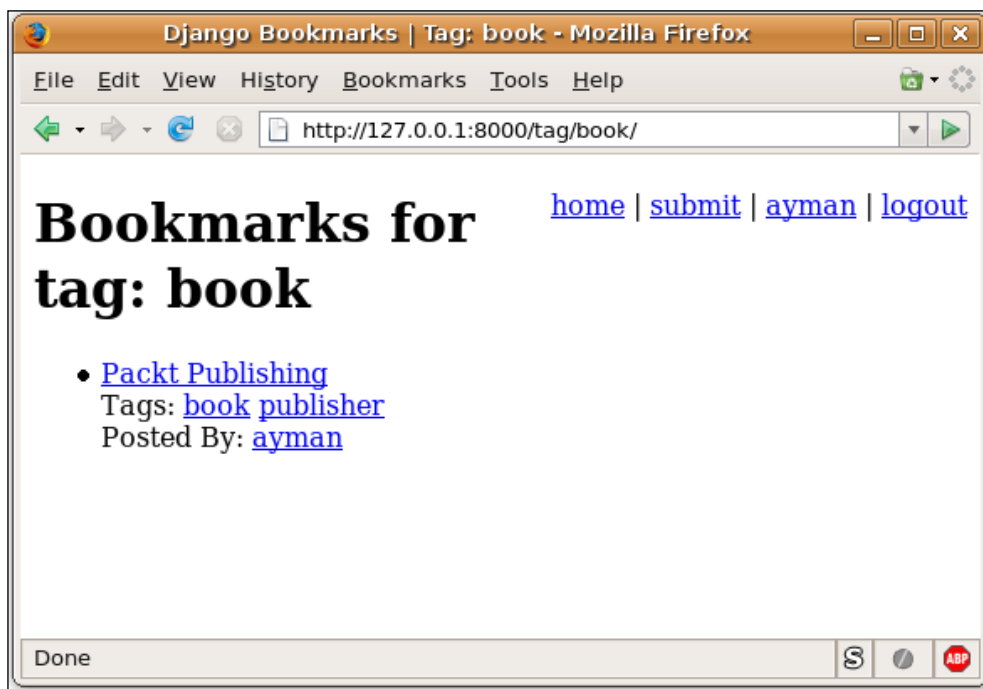 Django Bookmarks | Tag: book - Mozilla Firefox
File Edit View History Bookmarks Tools Help
http://127.0.0.1:8000/tag/book/
home | submit | ayman | logout
Bookmarks for
tag: book
Packt Publishing
Tags: book publisher
Posted By: ayman
Done
S
ABP